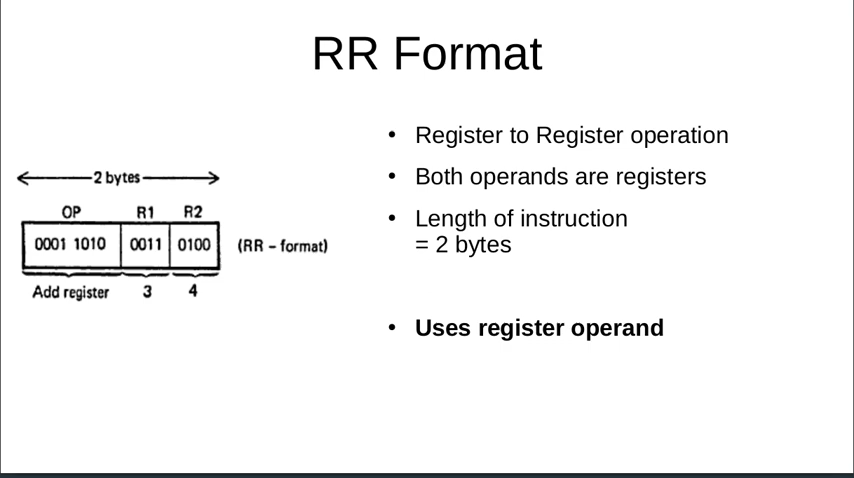 RR Format
2 bytes
OP R1 R2
0001 1010 0011 0100 (RR – format)
Add register 3 4
• Register to Register operation
• Both operands are registers
• Length of instruction
= 2 bytes
• Uses register operand